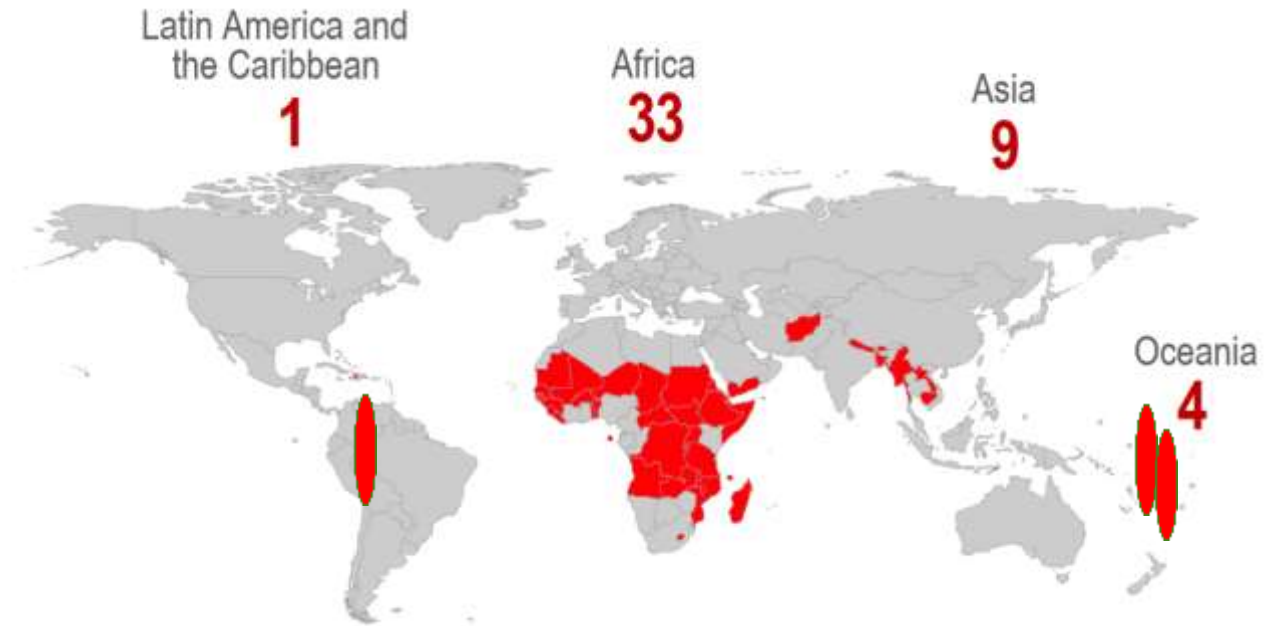 Latin America and
the Caribbean
1
Africa
33
Asia
9
Oceania
4